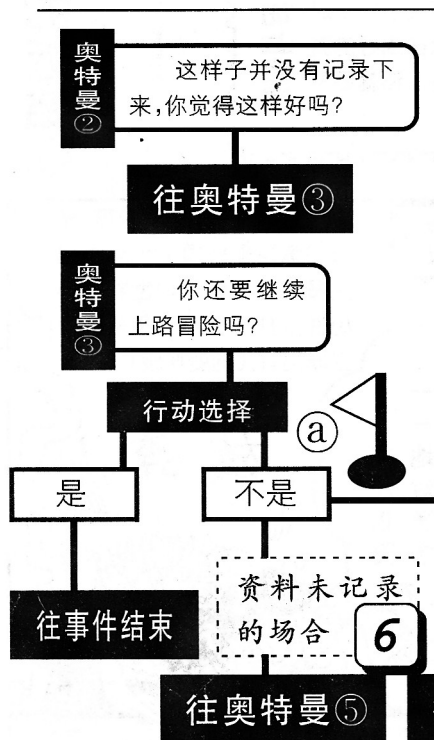 奥特曼②
这样子并没有记录下
来,你觉得这样好吗?
往奥特曼③
奥特曼③
你还要继续
上路冒险吗?
行动选择
ⓐ
是
不是
往事件结束
资料未记录
的场合
6
往奥特曼⑤